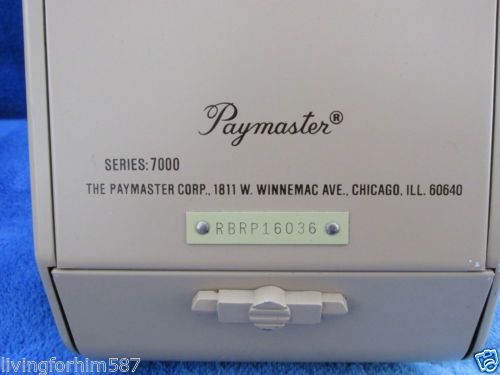 Paymaster®
SERIES: 7000
THE PAYMASTER CORP., 1811 W. WINNEMAC AVE., CHICAGO, ILL. 60640
RBRP16036
livingforhim587